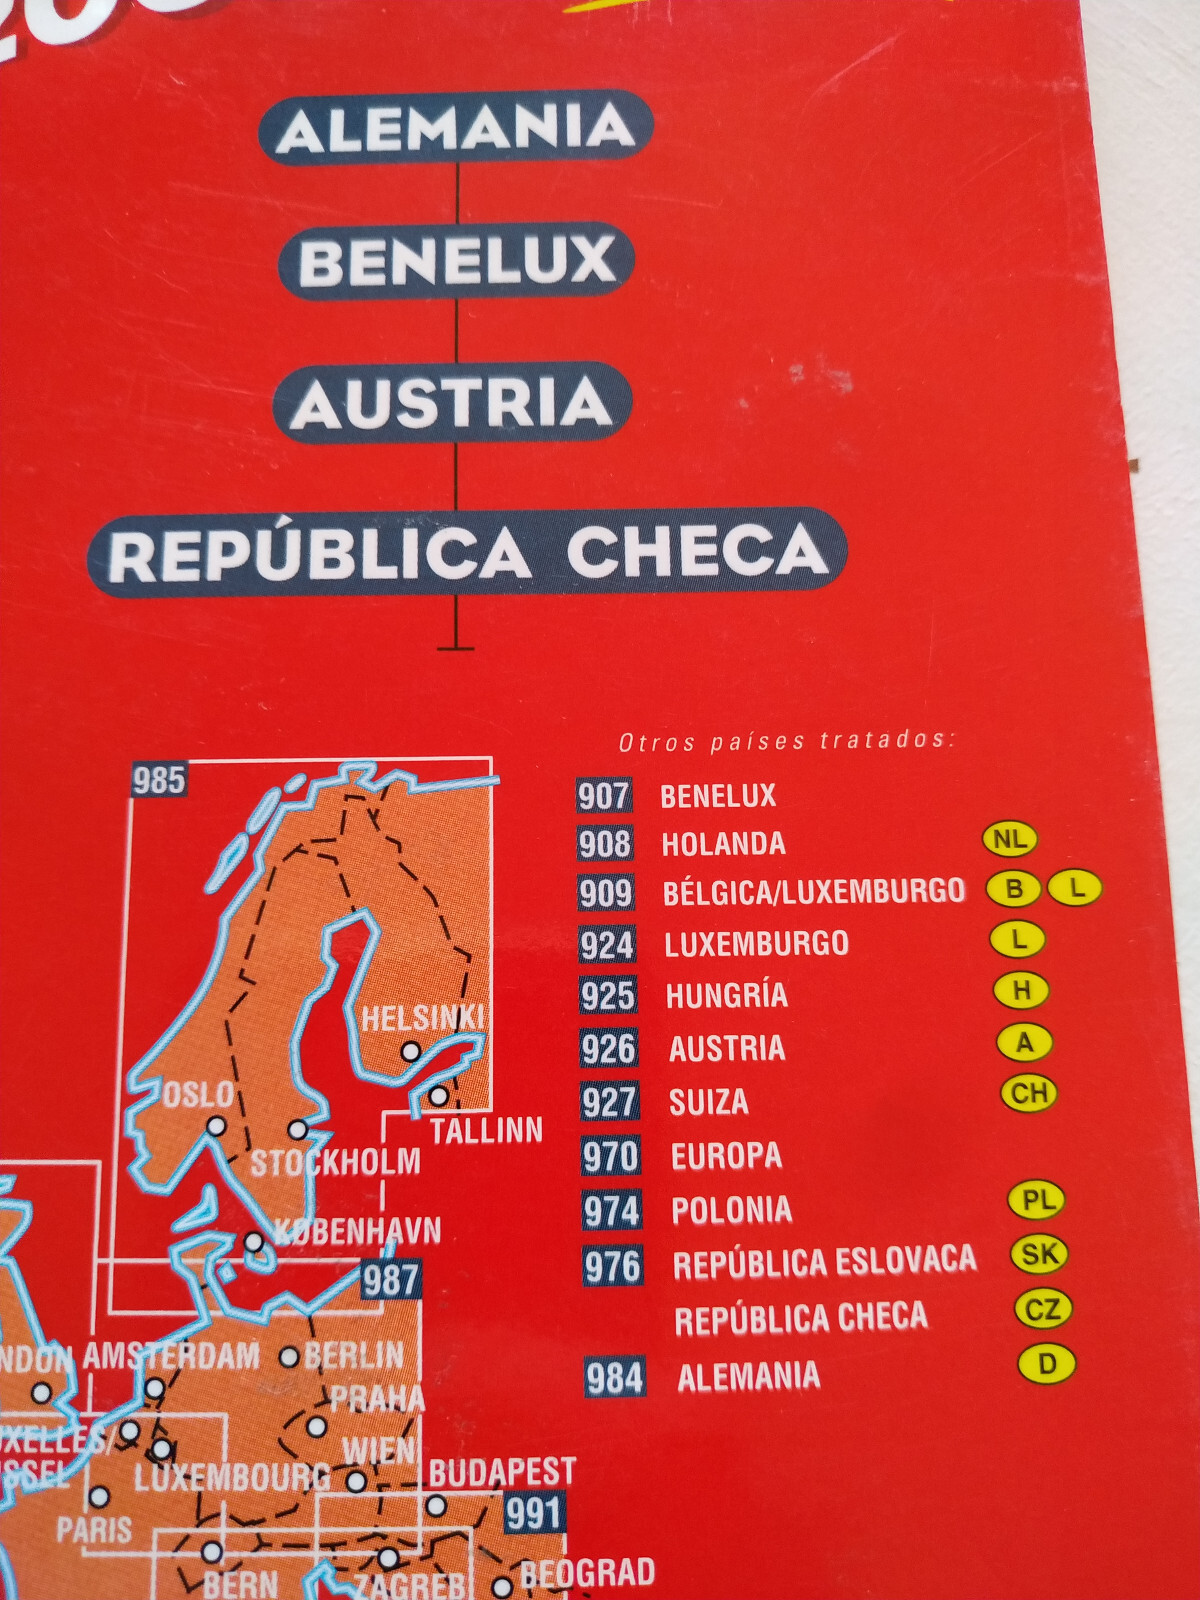 ALEMANIA
BENELUX
AUSTRIA
REPÚBLICA CHECA
Otros países tratados:
907 BENELUX
908 HOLANDA NL
909 BÉLGICA/LUXEMBURGO B L
924 LUXEMBURGO L
925 HUNGRÍA H
926 AUSTRIA A
927 SUIZA CH
970 EUROPA
974 POLONIA PL
976 REPÚBLICA ESLOVACA SK
REPÚBLICA CHECA CZ
984 ALEMANIA D
985
HELSINKI
OSLO
TALLINN
STOCKHOLM
KØBENHAVN
987
NDON AMSTERDAM BERLIN
PRAHA
UXELLES/
WIEN
SSEL LUXEMBOURG BUDAPEST
991
PARIS
BERN ZAGREB BEOGRAD